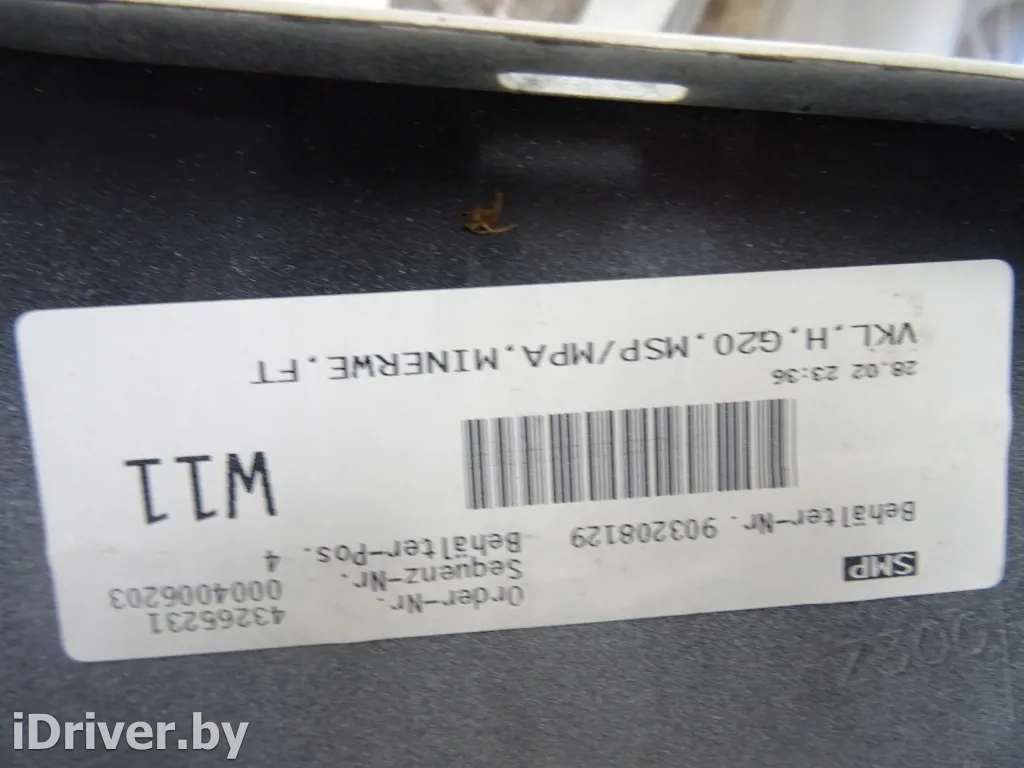 Order-Nr. 43265231
Sequenz-Nr. 0004006203
Behälter-Pos. 4
SMP
Behälter-Nr. 903208129
W11
28.02 23:36
VKL.H,G20,MSP/MPA,MINERWE,FT
iDriver.by